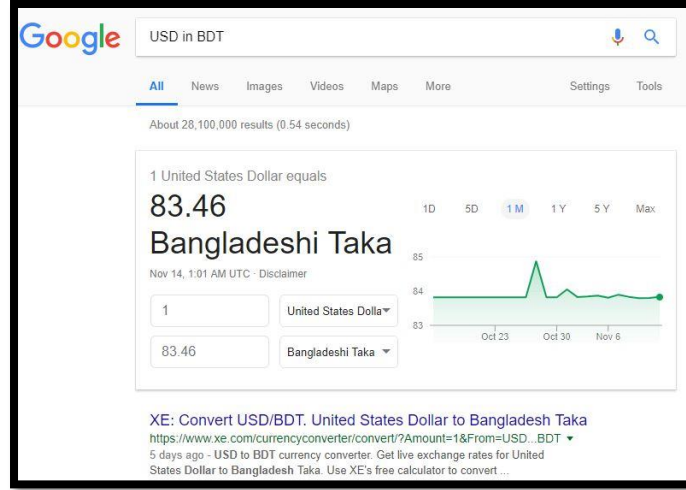 Google
USD in BDT
All News Images Videos Maps More Settings Tools
About 28,100,000 results (0.54 seconds)
1 United States Dollar equals
83.46
Bangladeshi Taka
Nov 14, 1:01 AM UTC · Disclaimer
1 United States Dolla
83.46 Bangladeshi Taka
1D 5D 1M 1Y 5Y Max
85
84
83
Oct 23 Oct 30 Nov 6
XE: Convert USD/BDT. United States Dollar to Bangladesh Taka
https://www.xe.com/currencyconverter/convert/?Amount=1&From=USD...BDT
5 days ago - USD to BDT currency converter. Get live exchange rates for United
States Dollar to Bangladesh Taka. Use XE's free calculator to convert ...